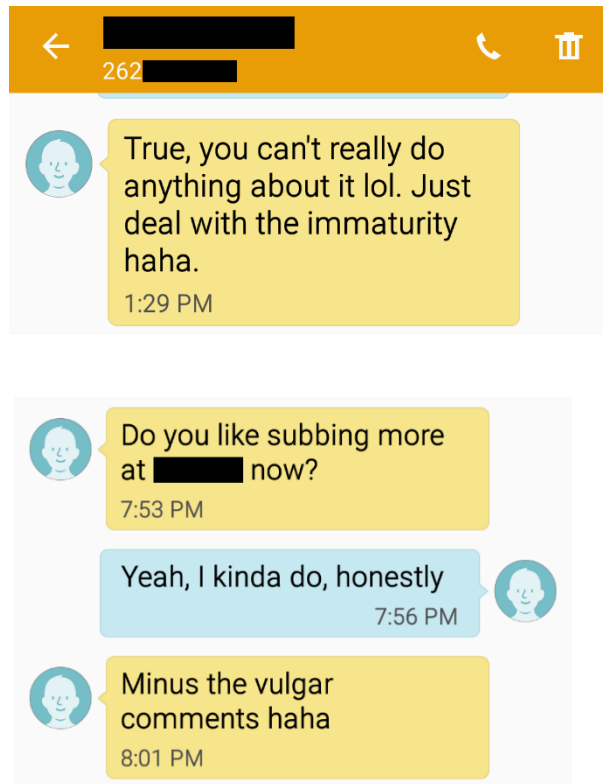 262
True, you can't really do
anything about it lol. Just
deal with the immaturity
haha.
1:29 PM
Do you like subbing more
at now?
7:53 PM
Yeah, I kinda do, honestly
7:56 PM
Minus the vulgar
comments haha
8:01 PM